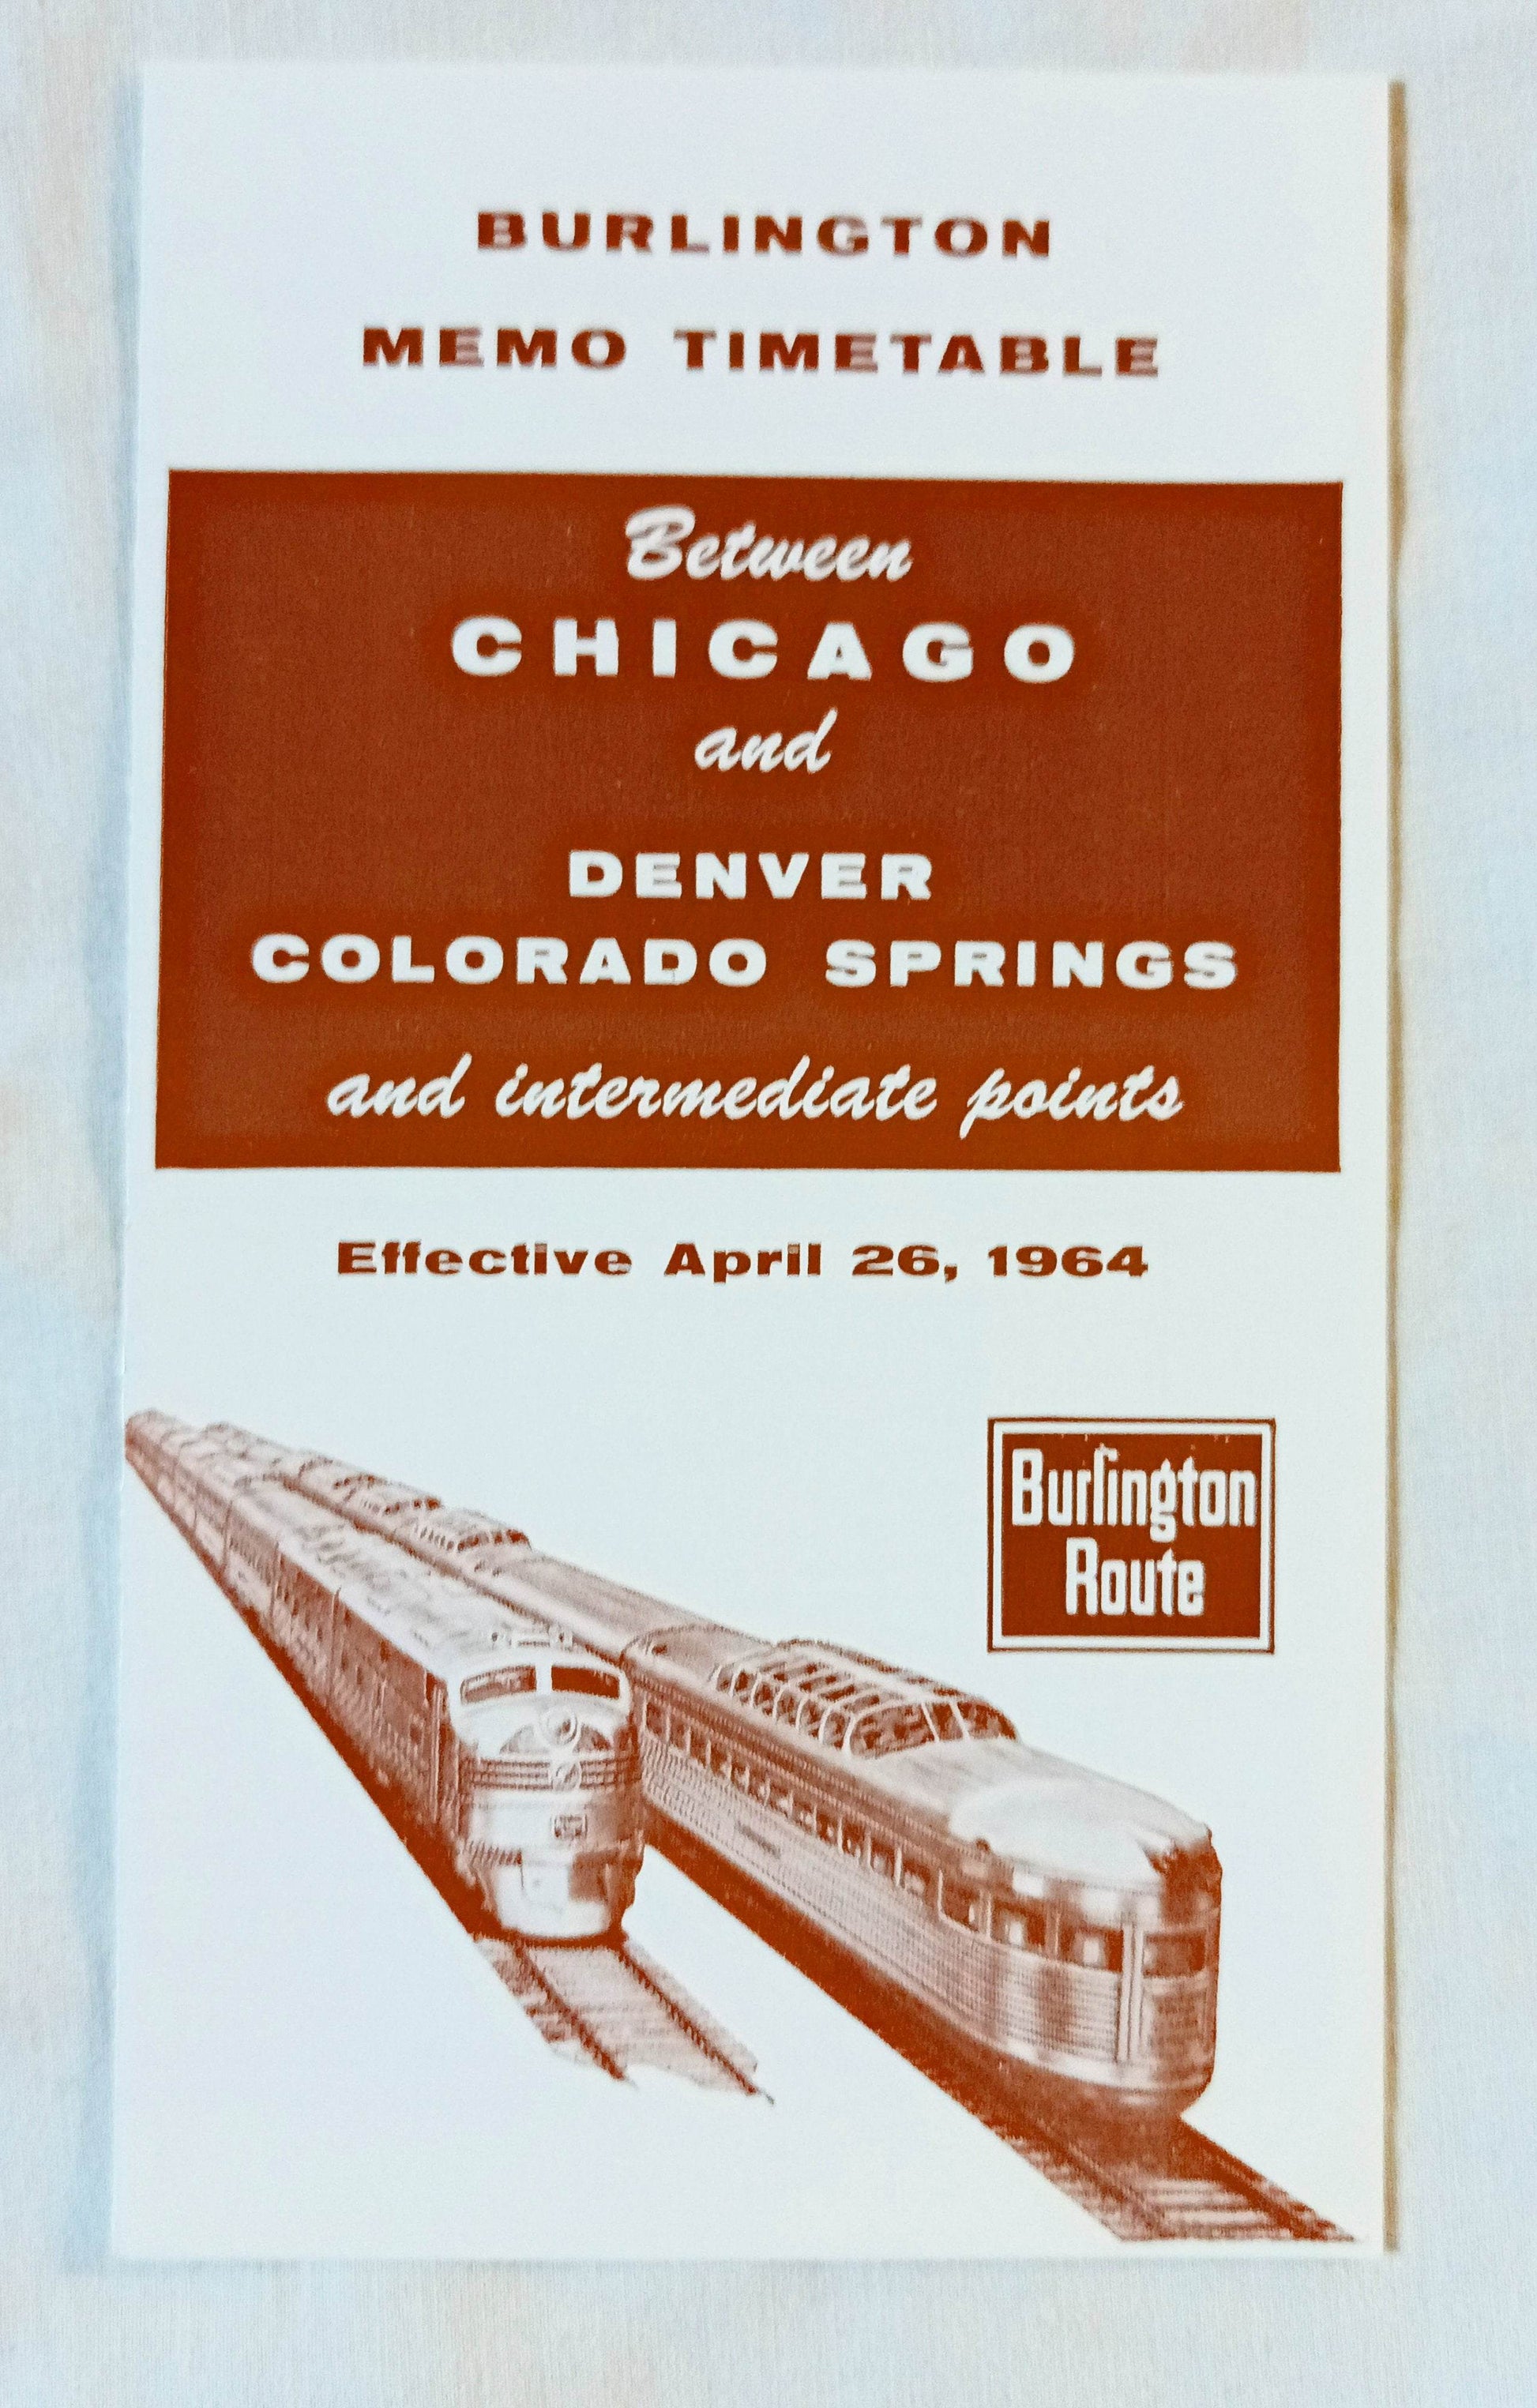 BURLINGTON
MEMO TIMETABLE
Between
CHICAGO
and
DENVER
COLORADO SPRINGS
and intermediate points
Effective April 26, 1964
Burlington
Route